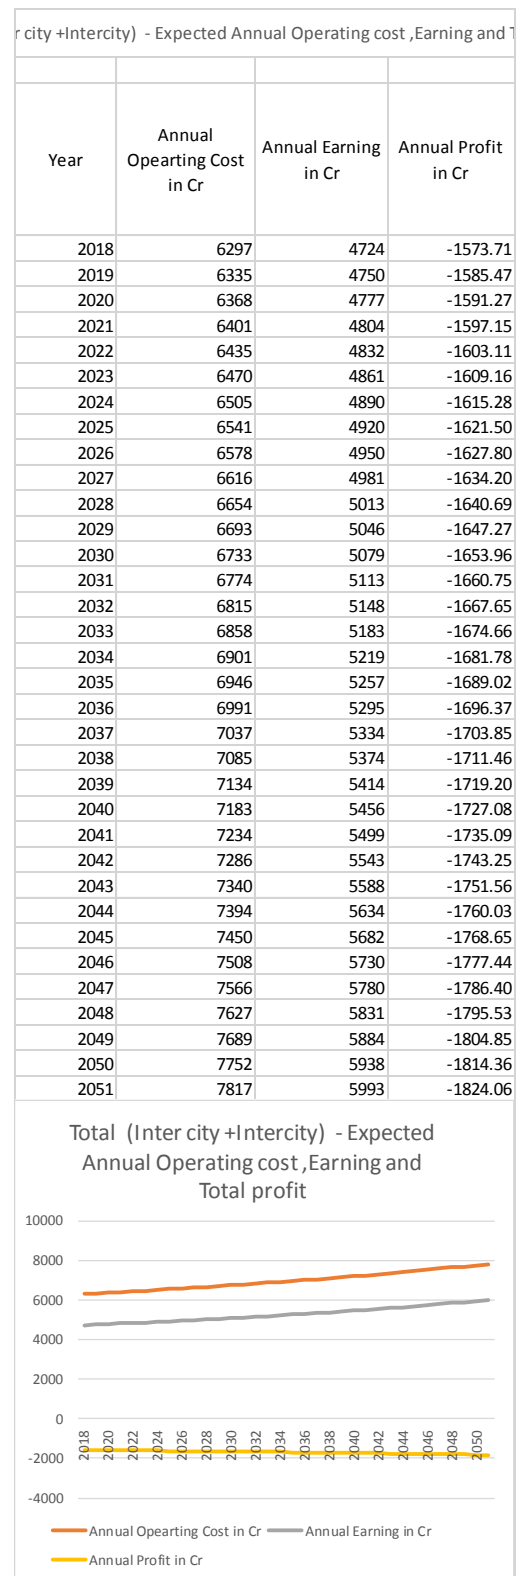 r city +Intercity)  - Expected Annual Operating cost ,Earning and T
Year Annual Opearting Cost in Cr Annual Earning in Cr Annual Profit in Cr
2018 6297 4724 -1573.71
2019 6335 4750 -1585.47
2020 6368 4777 -1591.27
2021 6401 4804 -1597.15
2022 6435 4832 -1603.11
2023 6470 4861 -1609.16
2024 6505 4890 -1615.28
2025 6541 4920 -1621.50
2026 6578 4950 -1627.80
2027 6616 4981 -1634.20
2028 6654 5013 -1640.69
2029 6693 5046 -1647.27
2030 6733 5079 -1653.96
2031 6774 5113 -1660.75
2032 6815 5148 -1667.65
2033 6858 5183 -1674.66
2034 6901 5219 -1681.78
2035 6946 5257 -1689.02
2036 6991 5295 -1696.37
2037 7037 5334 -1703.85
2038 7085 5374 -1711.46
2039 7134 5414 -1719.20
2040 7183 5456 -1727.08
2041 7234 5499 -1735.09
2042 7286 5543 -1743.25
2043 7340 5588 -1751.56
2044 7394 5634 -1760.03
2045 7450 5682 -1768.65
2046 7508 5730 -1777.44
2047 7566 5780 -1786.40
2048 7627 5831 -1795.53
2049 7689 5884 -1804.85
2050 7752 5938 -1814.36
2051 7817 5993 -1824.06
Total  (Inter city +Intercity)  - Expected
Annual Operating cost ,Earning and
Total profit
10000
8000
6000
4000
2000
0
-2000
-4000
2018 2020 2022 2024 2026 2028 2030 2032 2034 2036 2038 2040 2042 2044 2046 2048 2050
Annual Opearting Cost in Cr Annual Earning in Cr
Annual Profit in Cr